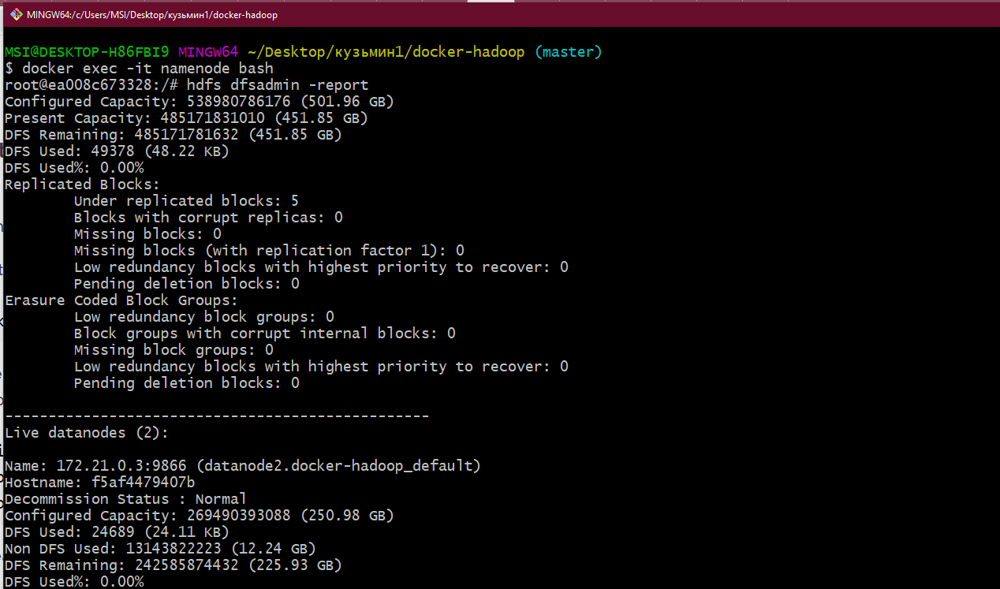 MINGW64:/c/Users/MSI/Desktop/кузьмин1/docker-hadoop
MSI@DESKTOP-H86FBI9 MINGW64 ~/Desktop/кузьмин1/docker-hadoop (master)
$ docker exec -it namenode bash
root@ea008c673328:/# hdfs dfsadmin -report
Configured Capacity: 538980786176 (501.96 GB)
Present Capacity: 485171831010 (451.85 GB)
DFS Remaining: 485171781632 (451.85 GB)
DFS Used: 49378 (48.22 KB)
DFS Used%: 0.00%
Replicated Blocks:
Under replicated blocks: 5
Blocks with corrupt replicas: 0
Missing blocks: 0
Missing blocks (with replication factor 1): 0
Low redundancy blocks with highest priority to recover: 0
Pending deletion blocks: 0
Erasure Coded Block Groups:
Low redundancy block groups: 0
Block groups with corrupt internal blocks: 0
Missing block groups: 0
Low redundancy blocks with highest priority to recover: 0
Pending deletion blocks: 0
-------------------------------------------------
Live datanodes (2):
Name: 172.21.0.3:9866 (datanode2.docker-hadoop_default)
Hostname: f5af4479407b
Decommission Status : Normal
Configured Capacity: 269490393088 (250.98 GB)
DFS Used: 24689 (24.11 KB)
Non DFS Used: 13143822223 (12.24 GB)
DFS Remaining: 242585874432 (225.93 GB)
DFS Used%: 0.00%